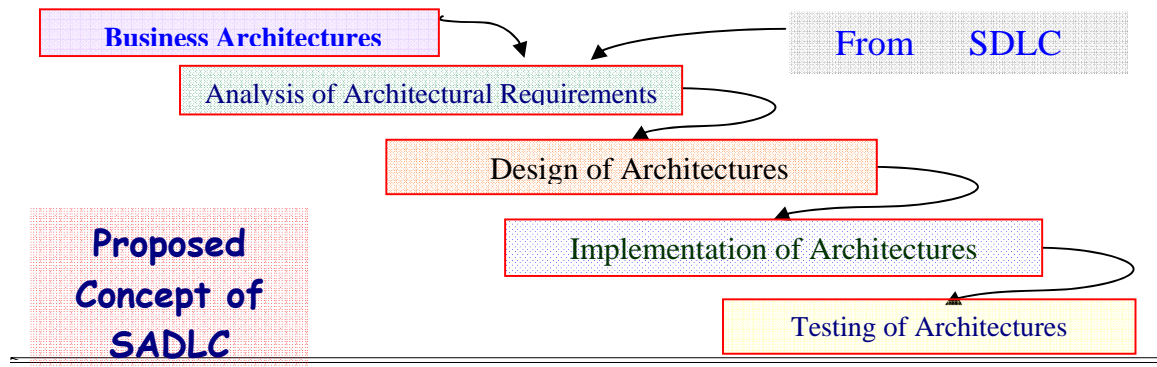 Business Architectures
From SDLC
Analysis of Architectural Requirements
Design of Architectures
Implementation of Architectures
Testing of Architectures
Proposed
Concept of
SADLC